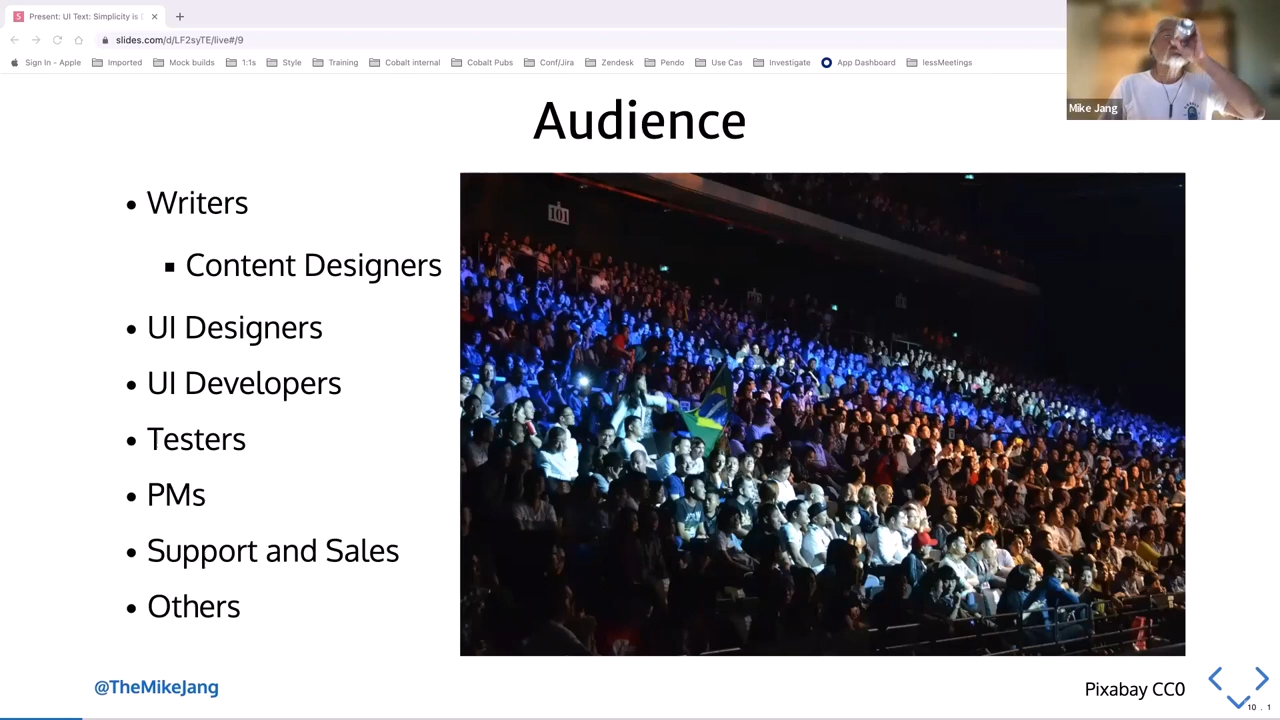 Present: UI Text: Simplicity is
slides.com/d/LF2syTE/live#/9
Sign In - Apple
Imported
Mock builds
1:1s
Style
Training
Cobalt internal
Cobalt Pubs
Conf/Jira
Zendesk
Pendo
Use Cas
Investigate
App Dashboard
lessMeetings
Mike Jang
Audience
Writers
Content Designers
UI Designers
UI Developers
Testers
PMs
Support and Sales
Others
101
@TheMikeJang
Pixabay CC0
10 . 1